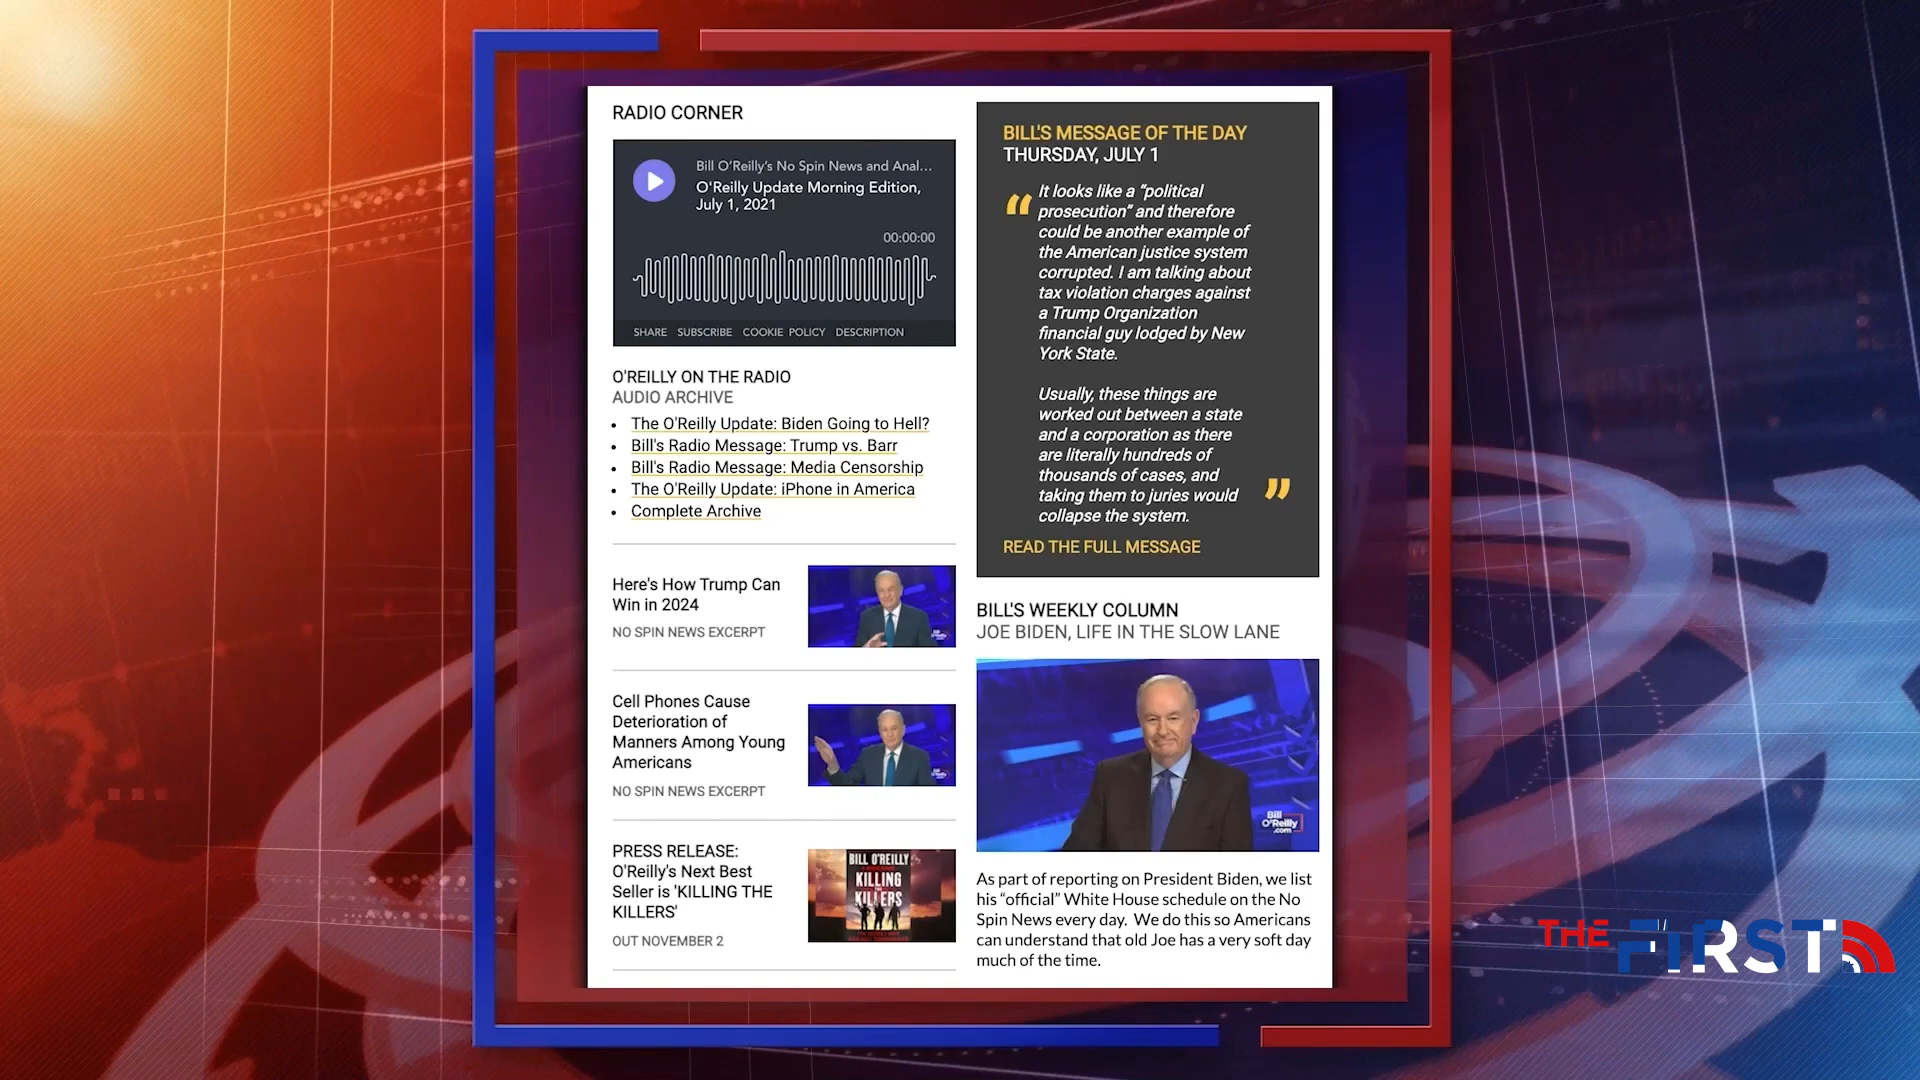 RADIO CORNER
Bill O'Reilly's No Spin News and Anal...
O'Reilly Update Morning Edition,
July 1, 2021
00:00:00
SHARE SUBSCRIBE COOKIE POLICY DESCRIPTION
O'REILLY ON THE RADIO
AUDIO ARCHIVE
• The O'Reilly Update: Biden Going to Hell?
• Bill's Radio Message: Trump vs. Barr
• Bill's Radio Message: Media Censorship
• The O'Reilly Update: iPhone in America
• Complete Archive
Here's How Trump Can
Win in 2024
NO SPIN NEWS EXCERPT
Cell Phones Cause
Deterioration of
Manners Among Young
Americans
NO SPIN NEWS EXCERPT
PRESS RELEASE:
O'Reilly's Next Best
Seller is 'KILLING THE
KILLERS'
OUT NOVEMBER 2
BILL O'REILLY
KILLING
THE
KILLERS
BILL'S MESSAGE OF THE DAY
THURSDAY, JULY 1
“ It looks like a “political
prosecution” and therefore
could be another example of
the American justice system
corrupted. I am talking about
tax violation charges against
a Trump Organization
financial guy lodged by New
York State.
Usually, these things are
worked out between a state
and a corporation as there
are literally hundreds of
thousands of cases, and
taking them to juries would
collapse the system. ”
READ THE FULL MESSAGE
BILL'S WEEKLY COLUMN
JOE BIDEN, LIFE IN THE SLOW LANE
Bill
O'Reilly
.com
As part of reporting on President Biden, we list
his “official” White House schedule on the No
Spin News every day. We do this so Americans
can understand that old Joe has a very soft day
much of the time.
THE FIRST